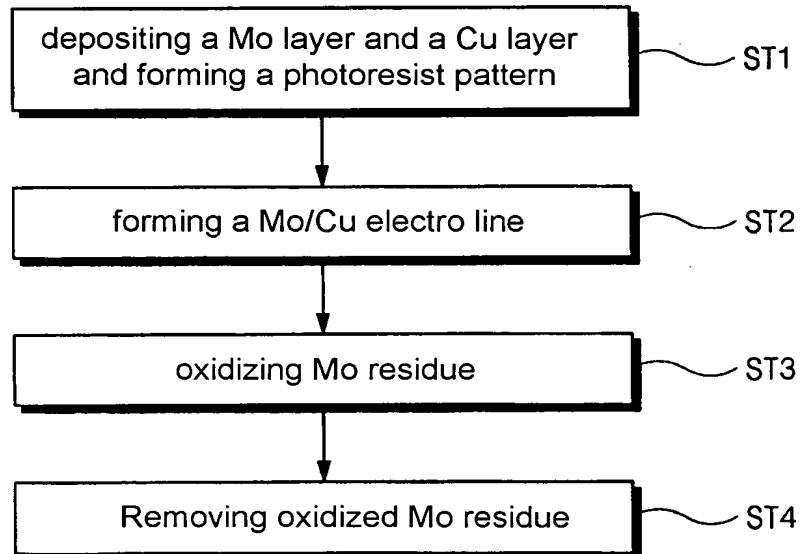 depositing a Mo layer and a Cu layer
and forming a photoresist pattern
ST1
forming a Mo/Cu electro line
ST2
oxidizing Mo residue
ST3
Removing oxidized Mo residue
ST4